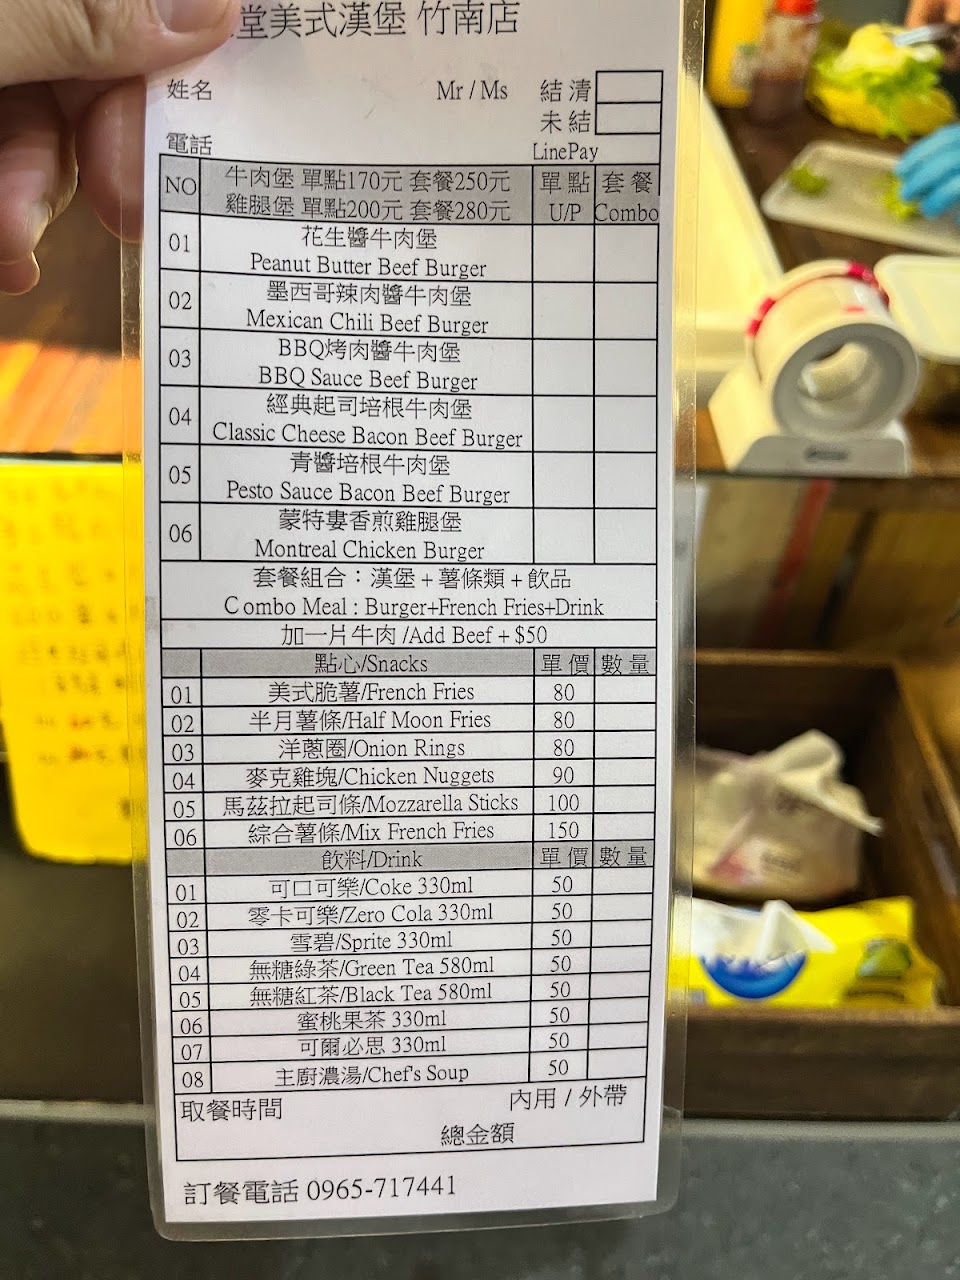 堂美式漢堡 竹南店
姓名 Mr / Ms 結清
未結
電話 LinePay
NO 牛肉堡 單點170元 套餐250元 單點 套餐
雞腿堡 單點200元 套餐280元 U/P Combo
01 花生醬牛肉堡
Peanut Butter Beef Burger
02 墨西哥辣肉醬牛肉堡
Mexican Chili Beef Burger
03 BBQ烤肉醬牛肉堡
BBQ Sauce Beef Burger
04 經典起司培根牛肉堡
Classic Cheese Bacon Beef Burger
05 青醬培根牛肉堡
Pesto Sauce Bacon Beef Burger
06 蒙特婁香煎雞腿堡
Montreal Chicken Burger
套餐組合：漢堡+薯條類+飲品
Combo Meal : Burger+French Fries+Drink
加一片牛肉 /Add Beef + $50
點心/Snacks 單價 數量
01 美式脆薯/French Fries 80
02 半月薯條/Half Moon Fries 80
03 洋蔥圈/Onion Rings 80
04 麥克雞塊/Chicken Nuggets 90
05 馬茲拉起司條/Mozzarella Sticks 100
06 綜合薯條/Mix French Fries 150
飲料/Drink 單價 數量
01 可口可樂/Coke 330ml 50
02 零卡可樂/Zero Cola 330ml 50
03 雪碧/Sprite 330ml 50
04 無糖綠茶/Green Tea 580ml 50
05 無糖紅茶/Black Tea 580ml 50
06 蜜桃果茶 330ml 50
07 可爾必思 330ml 50
08 主廚濃湯/Chef's Soup 50
取餐時間 內用 / 外帶
總金額
訂餐電話 0965-717441